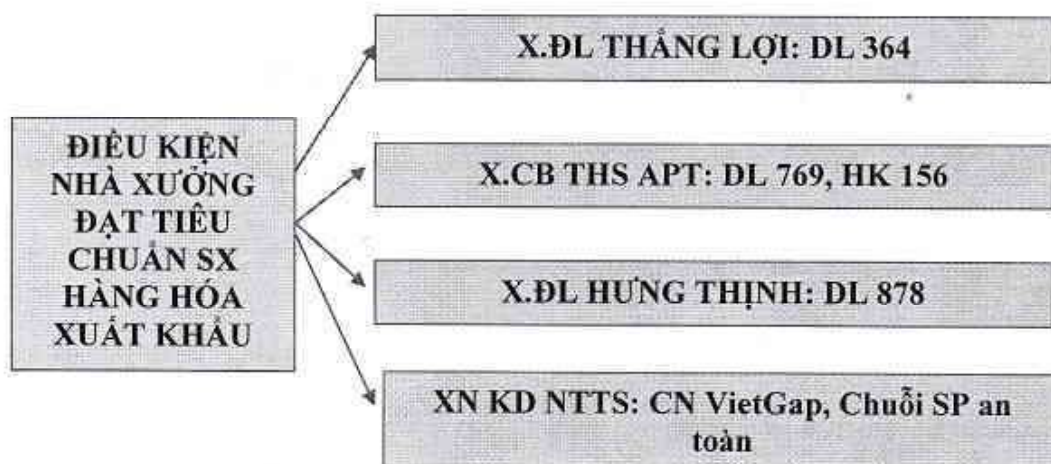 ĐIỀU KIỆN
NHÀ XƯỞNG
ĐẠT TIÊU
CHUẨN SX
HÀNG HÓA
XUẤT KHẨU
X.ĐL THẮNG LỢI: DL 364
X.CB THS APT: DL 769, HK 156
X.ĐL HƯNG THỊNH: DL 878
XN KD NTTS: CN VietGap, Chuỗi SP an
toàn